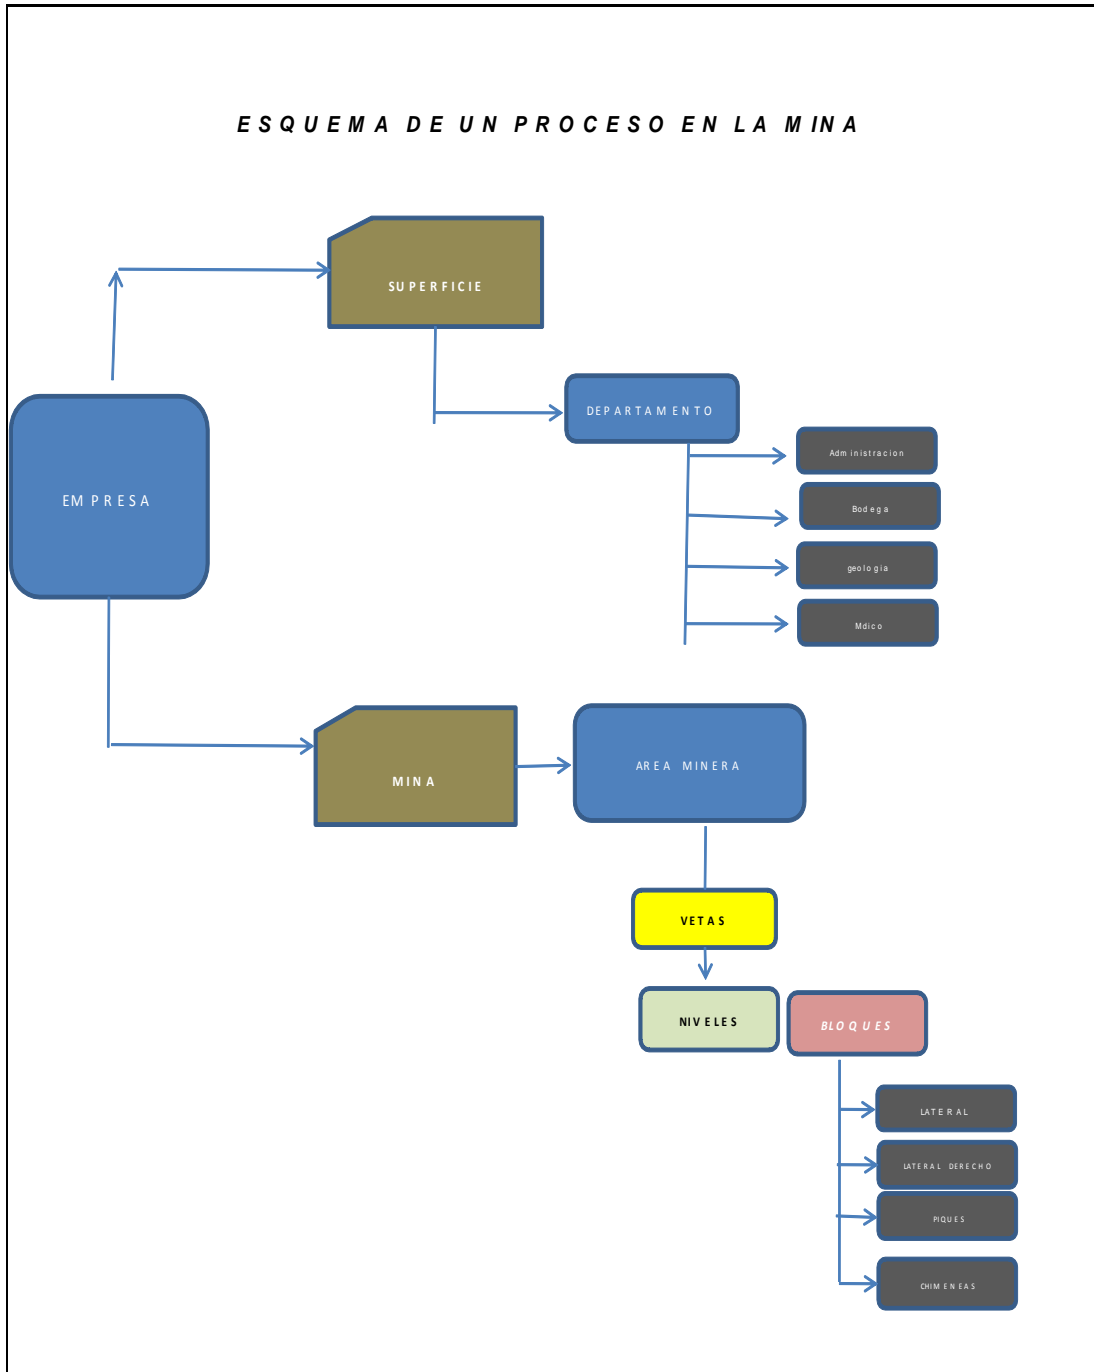 ESQUEMA DE UN PROCESO EN LA MINA
SUPERFICIE
DEPARTAMENTO
Administracion
EMPRESA
Bodega
geologia
Mdico
AREA MINERA
MINA
VETAS
NIVELES
BLOQUES
LATERAL
LATERAL DERECHO
PIQUES
CHIMENEAS